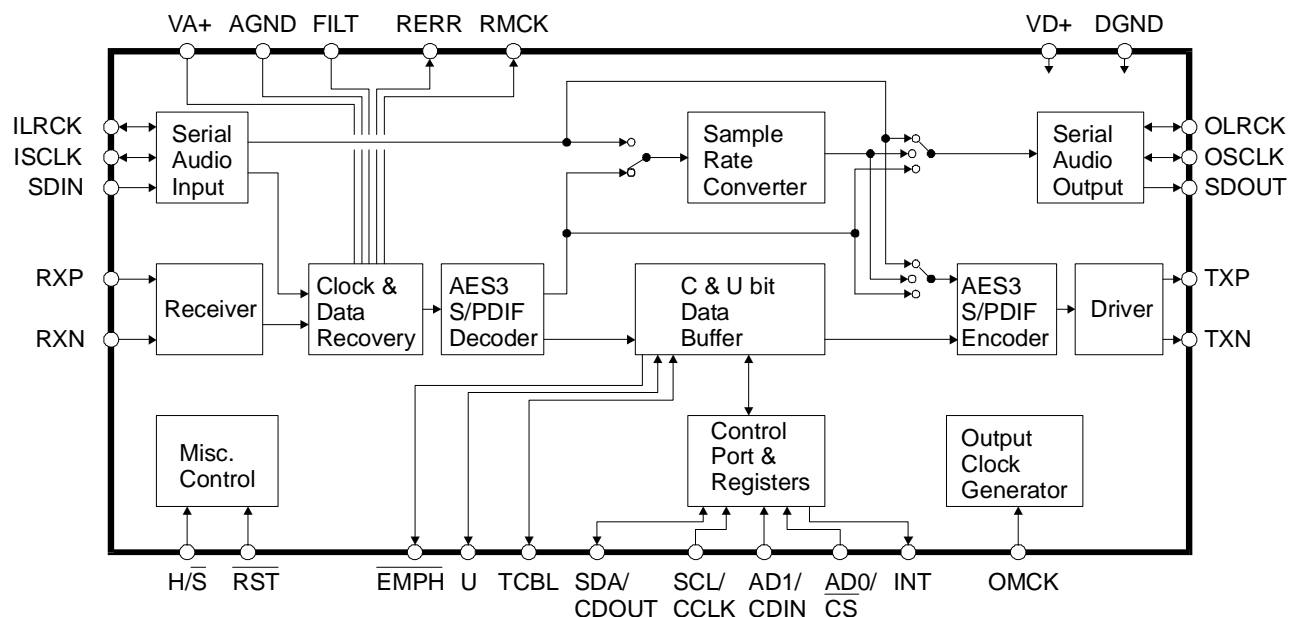 VA+ AGND FILT RERR RMCK VD+ DGND
ILRCK
ISCLK
SDIN
RXP
RXN
Serial
Audio
Input
Sample
Rate
Converter
Serial
Audio
Output
OLRCK
OSCLK
SDOUT
Receiver
Clock &
Data
Recovery
AES3
S/PDIF
Decoder
C & U bit
Data
Buffer
AES3
S/PDIF
Encoder
Driver
TXP
TXN
Misc.
Control
Control
Port &
Registers
Output
Clock
Generator
H/S̅ R̅S̅T̅ E̅M̅P̅H̅ U TCBL SDA/
CDOUT
SCL/
CCLK
AD1/
CDIN
AD0/
C̅S̅
INT OMCK